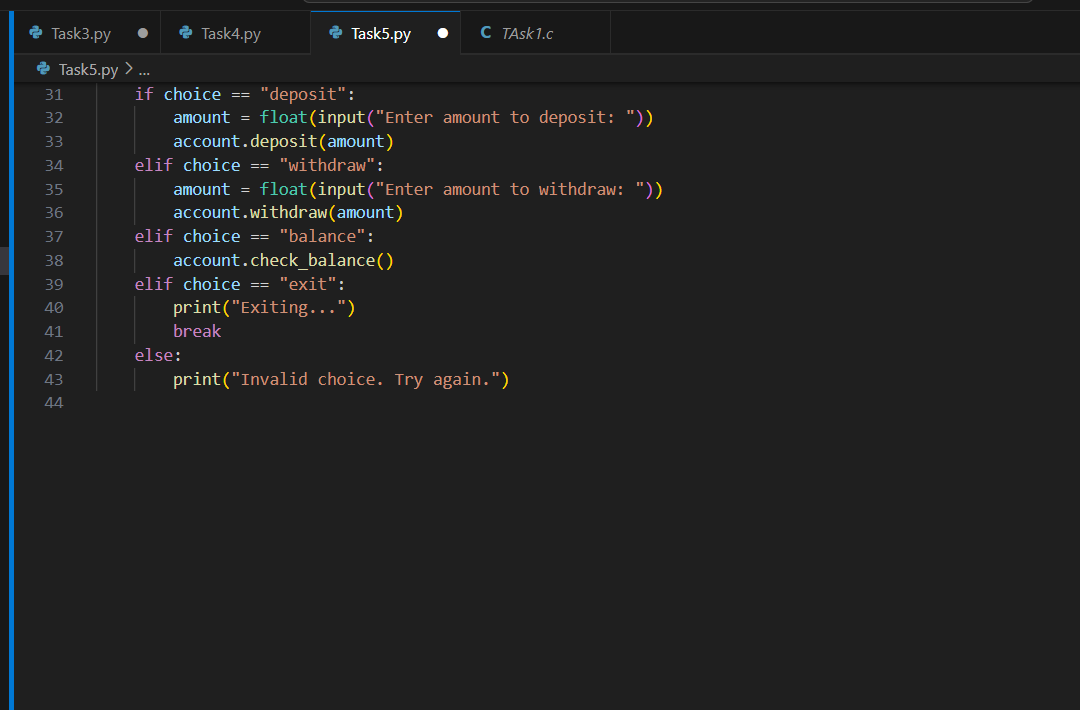 Task3.py Task4.py Task5.py C TAsk1.c
Task5.py > ...
31 if choice == "deposit":
32 amount = float(input("Enter amount to deposit: "))
33 account.deposit(amount)
34 elif choice == "withdraw":
35 amount = float(input("Enter amount to withdraw: "))
36 account.withdraw(amount)
37 elif choice == "balance":
38 account.check_balance()
39 elif choice == "exit":
40 print("Exiting...")
41 break
42 else:
43 print("Invalid choice. Try again.")
44